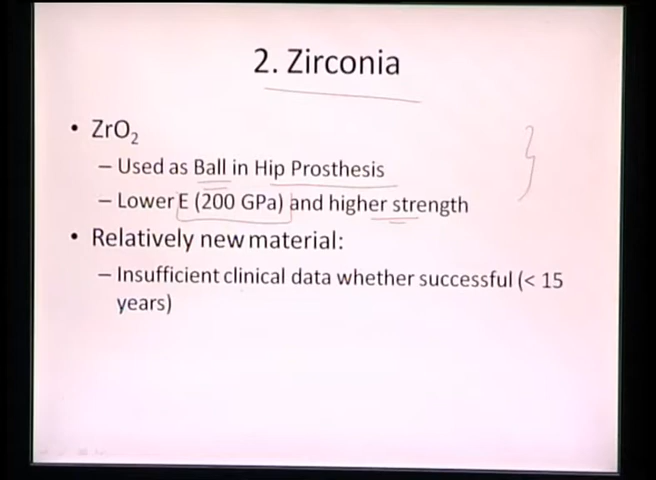 2. Zirconia
• ZrO₂
– Used as Ball in Hip Prosthesis
– Lower E (200 GPa) and higher strength
• Relatively new material:
– Insufficient clinical data whether successful (< 15
years)